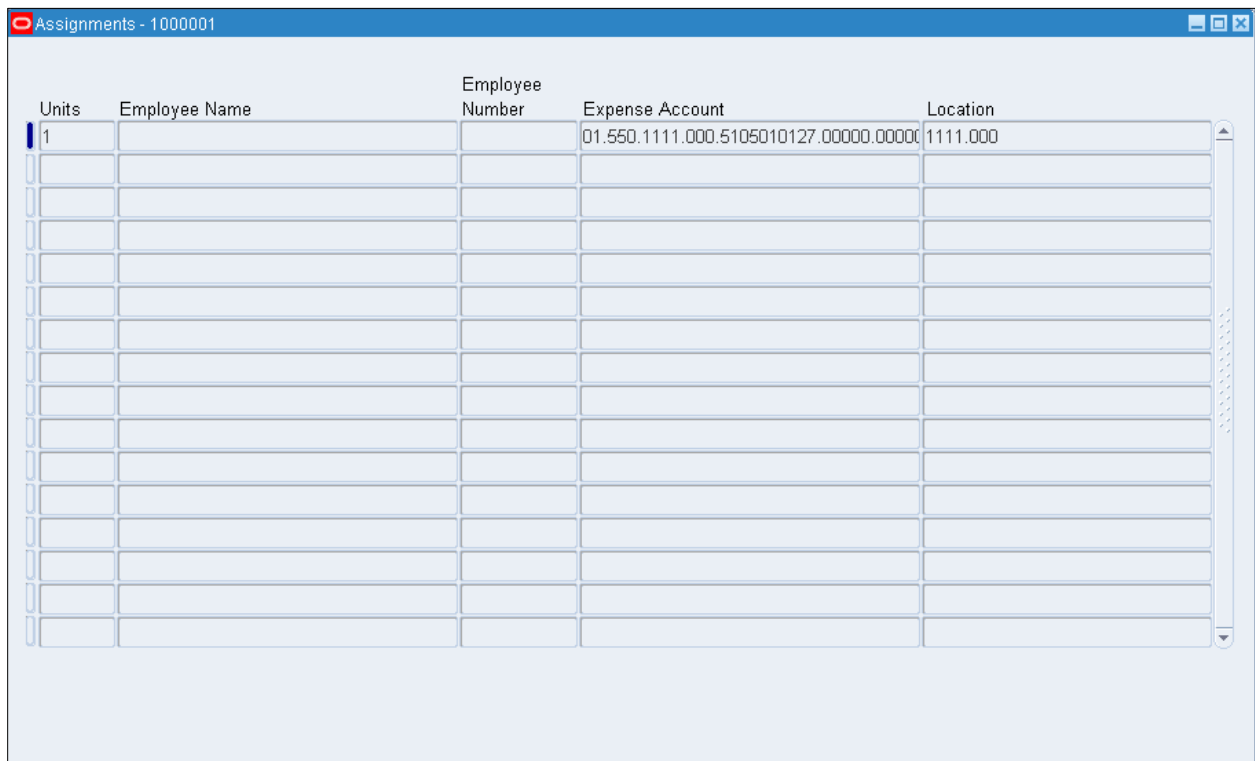 Assignments - 1000001
Employee
Units Employee Name Number Expense Account Location
1 01.550.1111.000.5105010127.00000.00000 1111.000